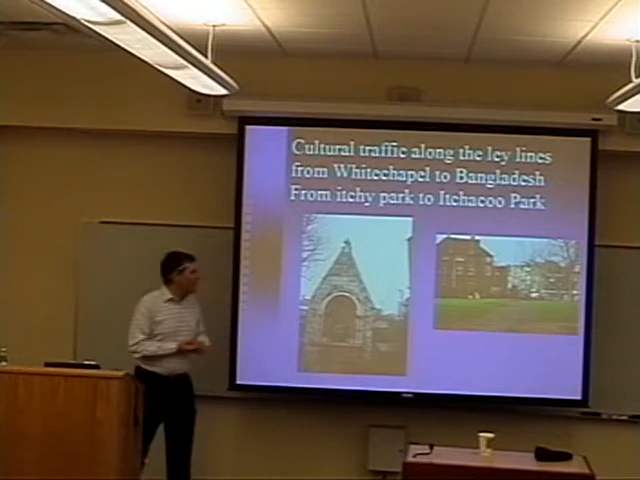 Cultural traffic along the ley lines
from Whitechapel to Bangladesh
From itchy park to Itchacoo Park